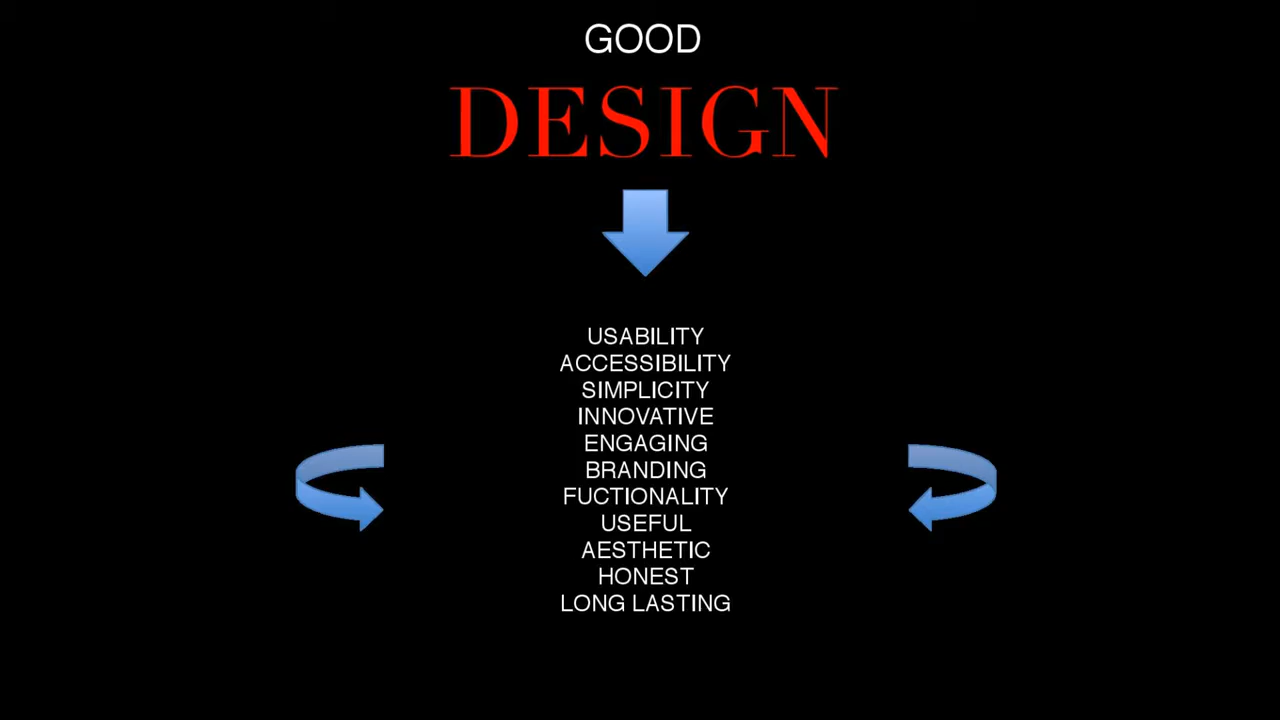 GOOD
DESIGN
USABILITY
ACCESSIBILITY
SIMPLICITY
INNOVATIVE
ENGAGING
BRANDING
FUCTIONALITY
USEFUL
AESTHETIC
HONEST
LONG LASTING